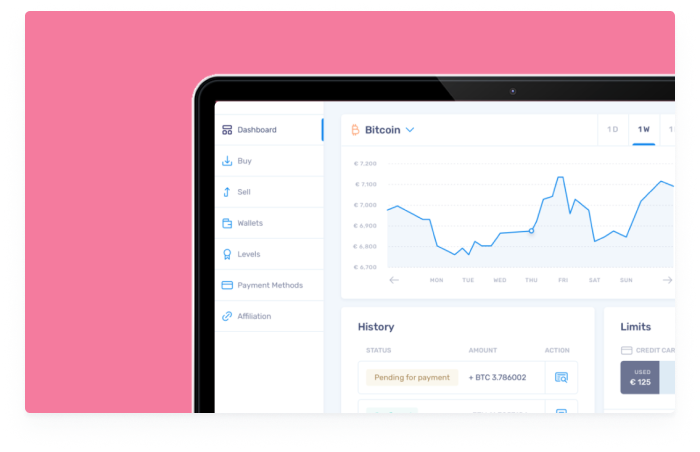 Dashboard
Buy
Sell
Wallets
Levels
Payment Methods
Affiliation
Bitcoin
1 D
1 W
€ 7,200
€ 7,100
€ 7,000
€ 6,900
€ 6,800
€ 6,700
MON TUE WED THU FRI SAT SUN
History
STATUS AMOUNT ACTION
Pending for payment + BTC 3.786002
Limits
CREDIT CAR
USED
€ 125